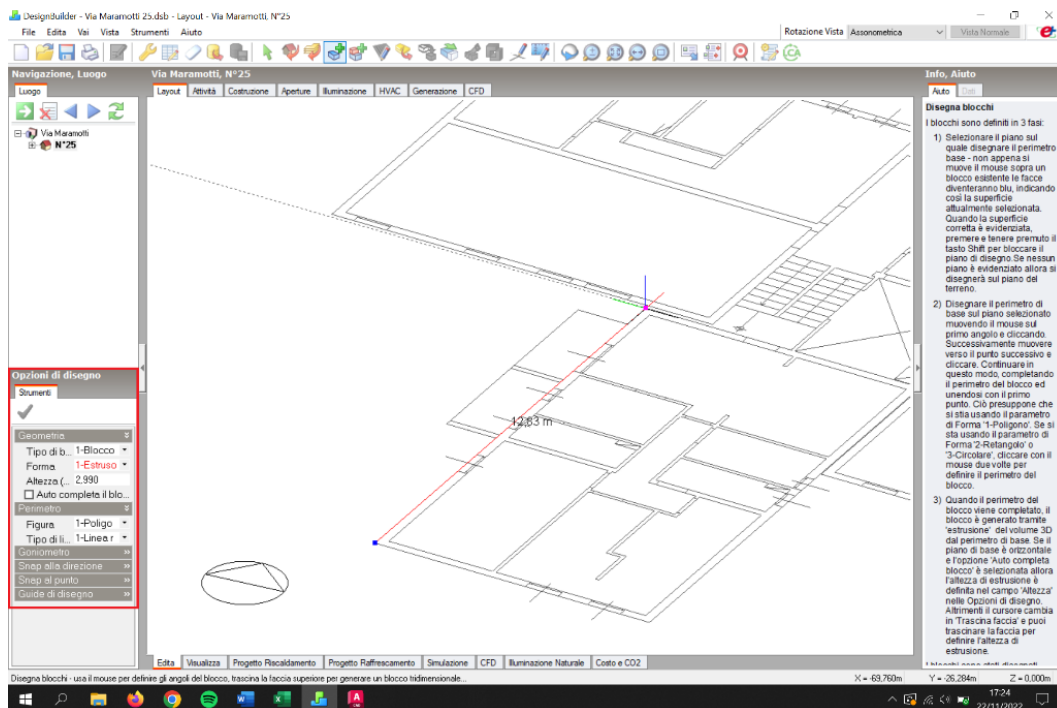 DesignBuilder - Via Maramotti 25.dsb - Layout - Via Maramotti, N°25
File Edita Vai Vista Strumenti Aiuto
Rotazione Vista Assonometrica Vista Normale
Navigazione, Luogo
Luogo
Via Maramotti
N°25
Via Maramotti, N°25
Layout Attività Costruzione Aperture Illuminazione HVAC Generazione CFD
12,83 m
Opzioni di disegno
Strumenti
Geometria
Tipo di b... 1-Blocco
Forma 1-Estruso
Altezza (... 2,990
Auto completa il blo...
Perimetro
Figura 1-Poligo
Tipo di li... 1-Linea r
Goniometro
Snap alla direzione
Snap al punto
Guide di disegno
Info, Aiuto
Aiuto Dati
Disegna blocchi
I blocchi sono definiti in 3 fasi:
1) Selezionare il piano sul
quale disegnare il perimetro
base - non appena si
muove il mouse sopra un
blocco esistente le facce
diventeranno blu, indicando
così la superficie
attualmente selezionata.
Quando la superficie
corretta è evidenziata,
premere e tenere premuto il
tasto Shift per bloccare il
piano di disegno.Se nessun
piano è evidenziato allora si
disegnerà sul piano del
terreno.
2) Disegnare il perimetro di
base sul piano selezionato
muovendo il mouse sul
primo angolo e cliccando.
Successivamente muovere
verso il punto successivo e
cliccare. Continuare in
questo modo, completando
il perimetro del blocco ed
unendosi con il primo
punto. Ciò presuppone che
si stia usando il parametro
di Forma '1-Poligono'. Se si
sta usando il parametro di
Forma '2-Retangolo' o
'3-Circolare', cliccare con il
mouse due volte per
definire il perimetro del
blocco.
3) Quando il perimetro del
blocco viene completato, il
blocco è generato tramite
'estrusione' del volume 3D
dal perimetro di base. Se il
piano di base è orizzontale
e l'opzione 'Auto completa
blocco' è selezionata allora
l'altezza di estrusione è
definita nel campo 'Altezza'
nelle Opzioni di disegno.
Altrimenti il cursore cambia
in 'Trascina faccia' e puoi
trascinare la faccia per
definire l'altezza di
estrusione.
Edita Visualizza Progetto Riscaldamento Progetto Raffrescamento Simulazione CFD Illuminazione Naturale Costo e CO2
Disegna blocchi - usa il mouse per definire gli angoli del blocco, trascina la faccia superiore per generare un blocco tridimensionale...
X = -69,760m Y = -26,284m Z = 0,000m
17:24
22/11/2022